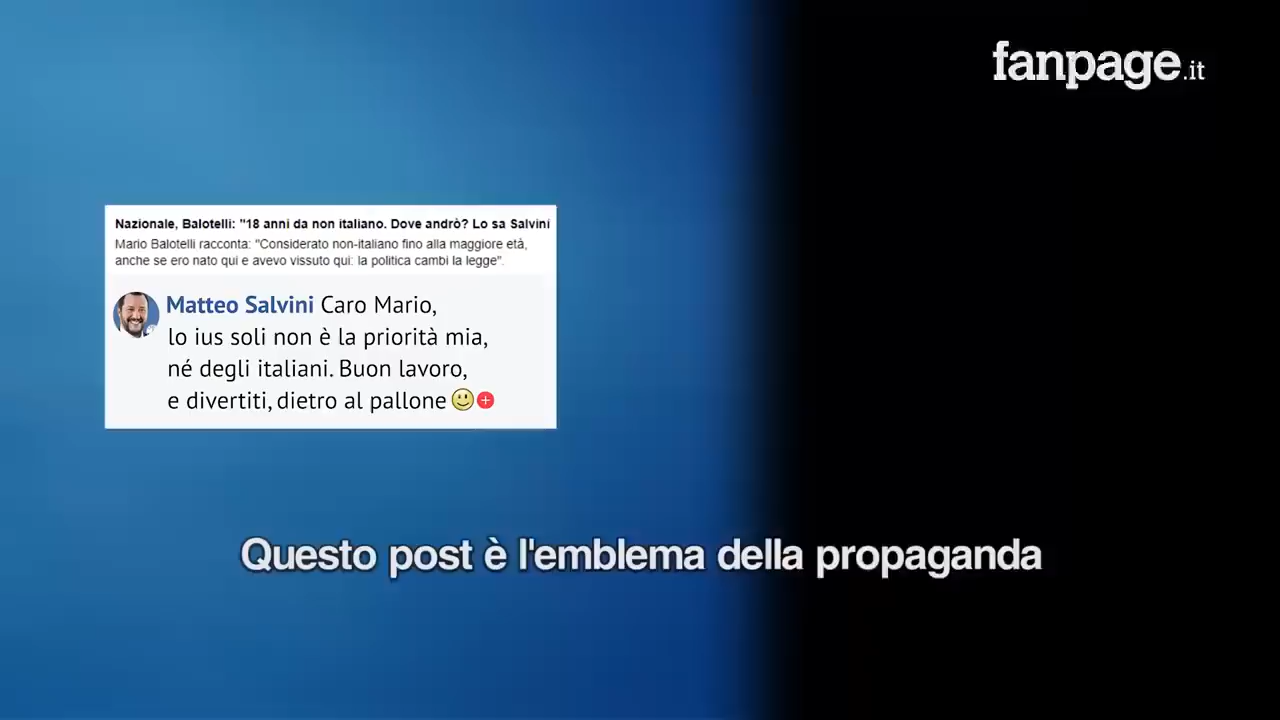 fanpage.it
Nazionale, Balotelli: "18 anni da non italiano. Dove andrò? Lo sa Salvini
Mario Balotelli racconta: "Considerato non-italiano fino alla maggiore età,
anche se ero nato qui e avevo vissuto qui: la politica cambi la legge".
Matteo Salvini Caro Mario,
lo ius soli non è la priorità mia,
né degli italiani. Buon lavoro,
e divertiti, dietro al pallone
Questo post è l'emblema della propaganda